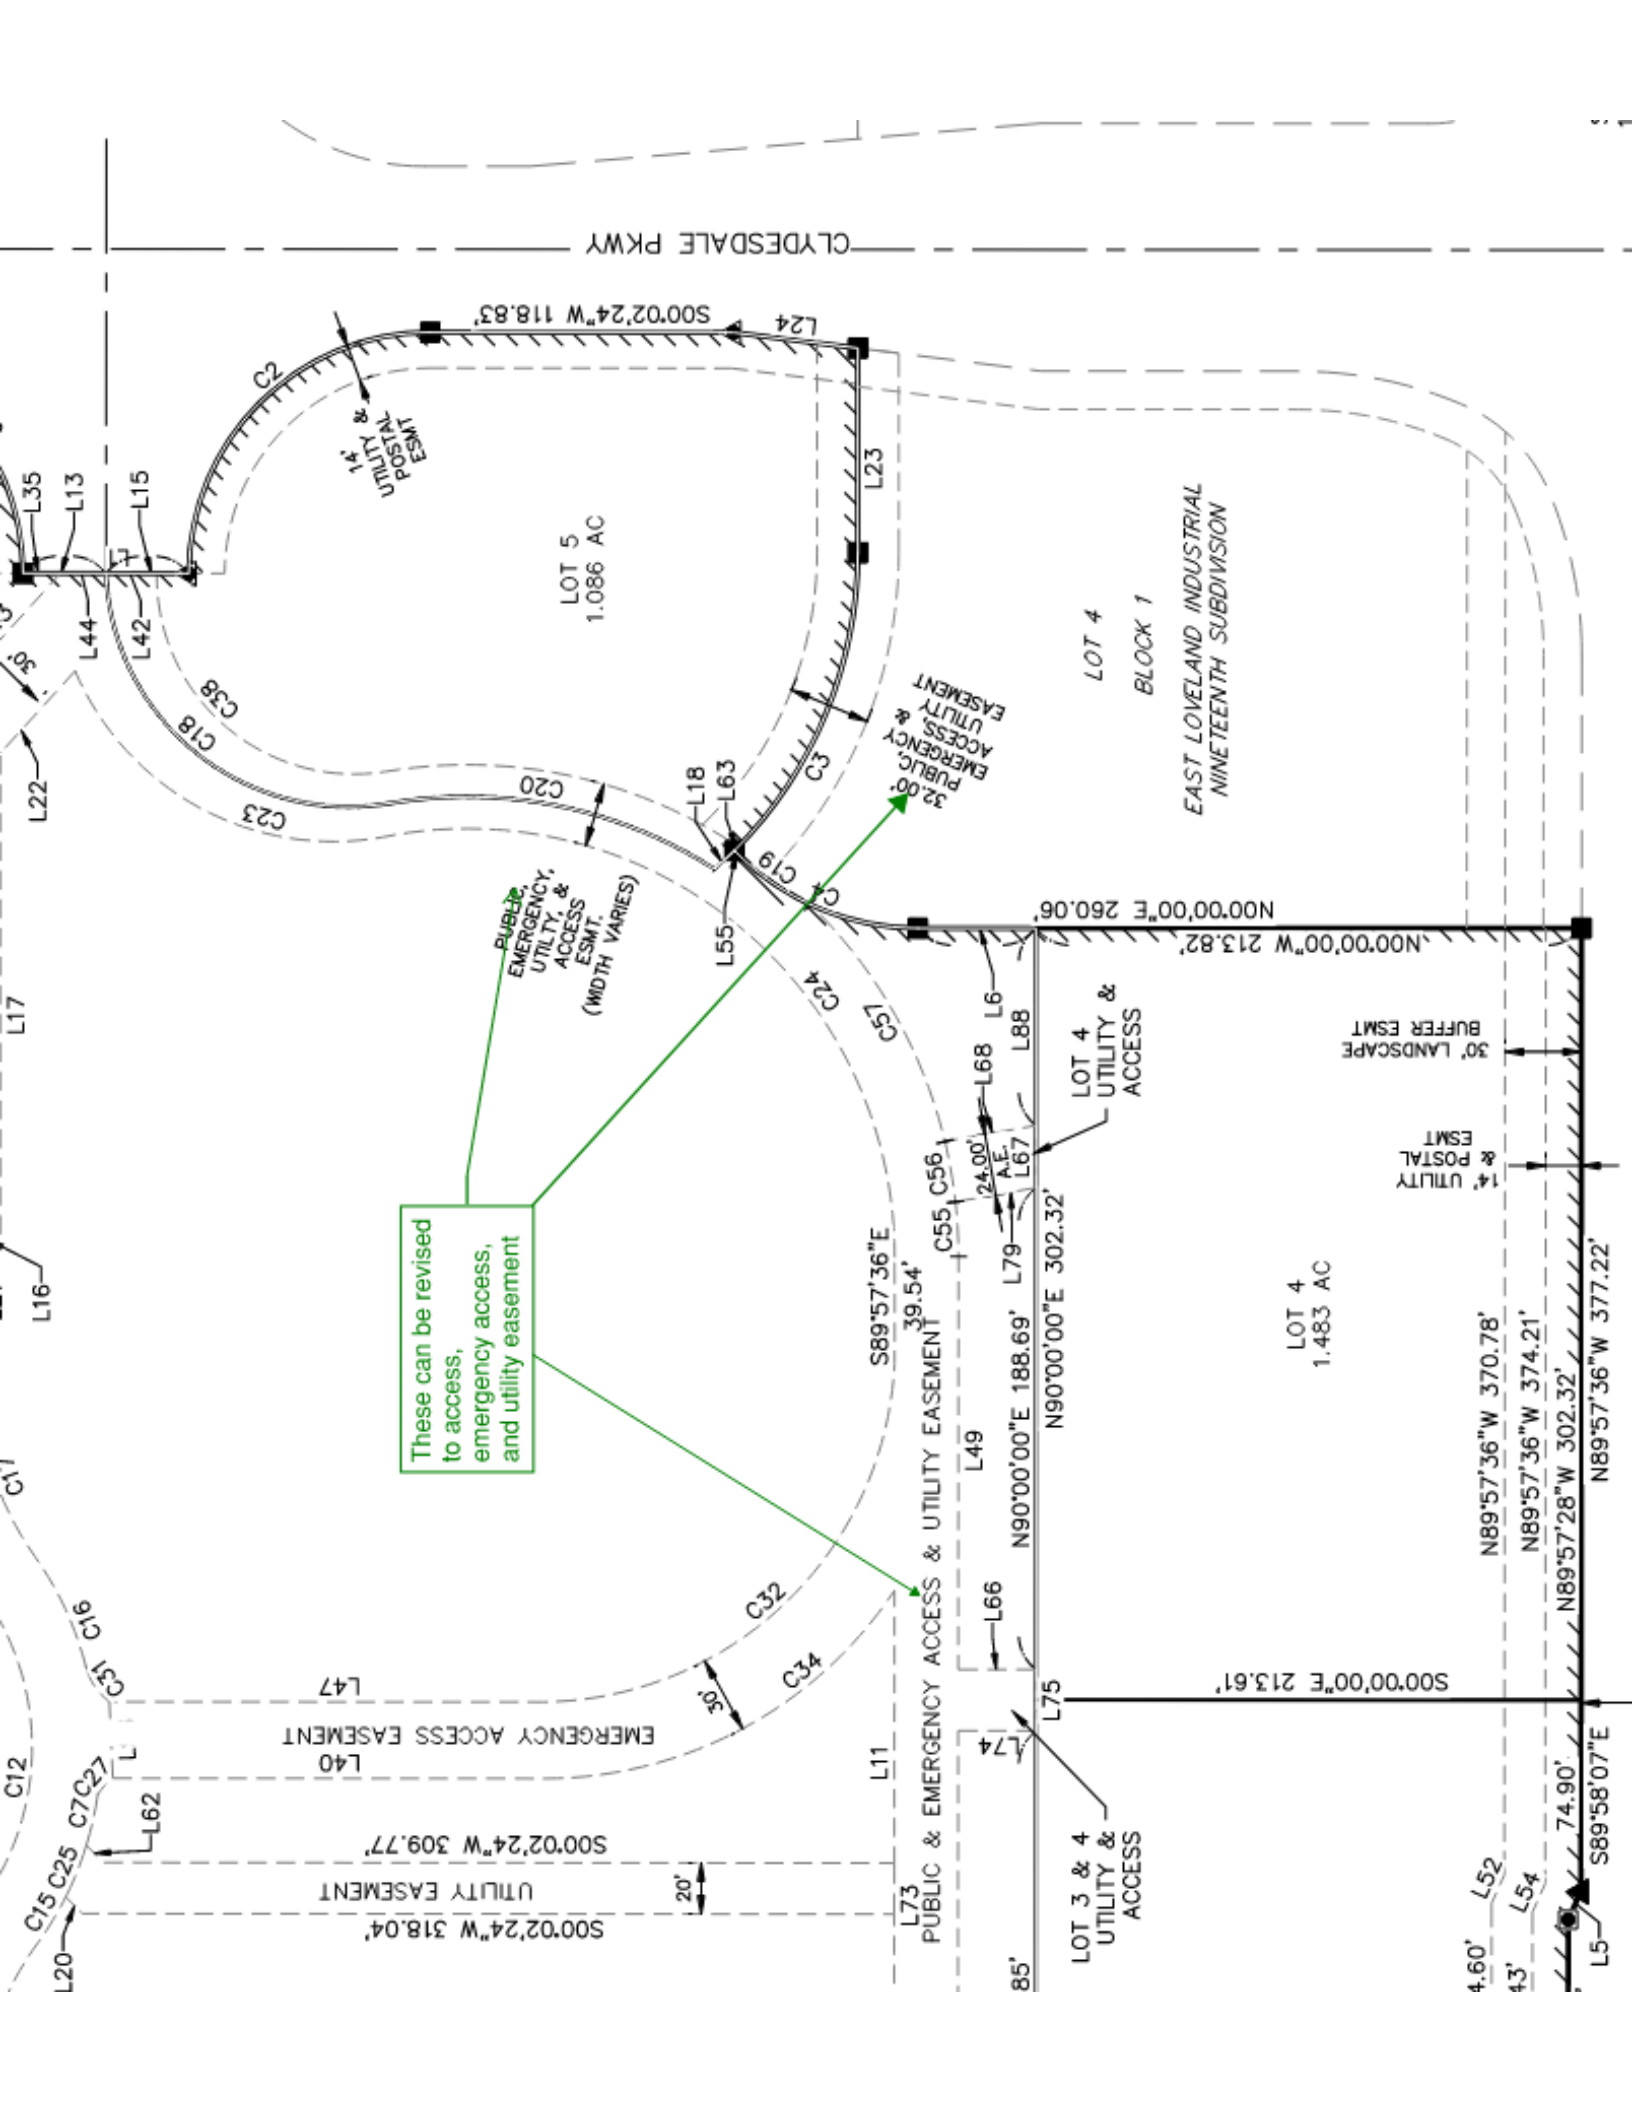 CLYDESDALE PKWY
S00°02'24"W 118.83'
L24
C2
14'
UTILITY &
POSTAL
ESMT
L35
L13
L15
L23
LOT 5
1.086 AC
L44
L42
30'
C38
C18
L22
C23
C20
L18
L63
C3
C19
C4
L55
32.00'
PUBLIC,
EMERGENCY
ACCESS, &
UTILITY
EASEMENT
LOT 4
BLOCK 1
EAST LOVELAND INDUSTRIAL
NINETEENTH SUBDIVISION
PUBLIC,
EMERGENCY,
UTILTY, &
ACCESS
ESMT.
(WIDTH VARIES)
N00°00'00"E 260.06'
N00°00'00"W 213.82'
L17
C24
C57
L6
L88
L68
LOT 4
UTILITY &
ACCESS
30' LANDSCAPE
BUFFER ESMT
14' UTILITY
& POSTAL
ESMT
24.00'
A.E.
L67
C56
C55
L79
L16
These can be revised
to access,
emergency access,
and utility easement
S89°57'36"E
39.54'
N90°00'00"E 188.69'
N90°00'00"E 302.32'
LOT 4
1.483 AC
N89°57'36"W 370.78'
N89°57'36"W 374.21'
N89°57'28"W 302.32'
N89°57'36"W 377.22'
L49
C17
C16
C31
C32
C34
L66
L47
EMERGENCY ACCESS EASEMENT
L40
30'
L75
S00°00'00"E 213.61'
L11
L74
C12
C27
C7
L62
C25
C15
L20
S00°02'24"W 309.77'
UTILITY EASEMENT
20'
S00°02'24"W 318.04'
L73
PUBLIC & EMERGENCY ACCESS & UTILITY EASEMENT
LOT 3 & 4
UTILITY &
ACCESS
85'
74.90'
S89°58'07"E
L52
L54
L5
4.60'
43'